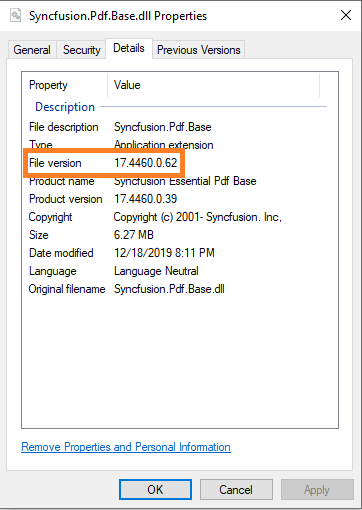 Syncfusion.Pdf.Base.dll Properties
General Security Details Previous Versions
Property Value
Description
File description Syncfusion.Pdf.Base
Type Application extension
File version 17.4460.0.62
Product name Syncfusion Essential Pdf Base
Product version 17.4460.0.39
Copyright Copyright (c) 2001- Syncfusion. Inc,
Size 6.27 MB
Date modified 12/18/2019 8:11 PM
Language Language Neutral
Original filename Syncfusion.Pdf.Base.dll
Remove Properties and Personal Information
OK Cancel Apply